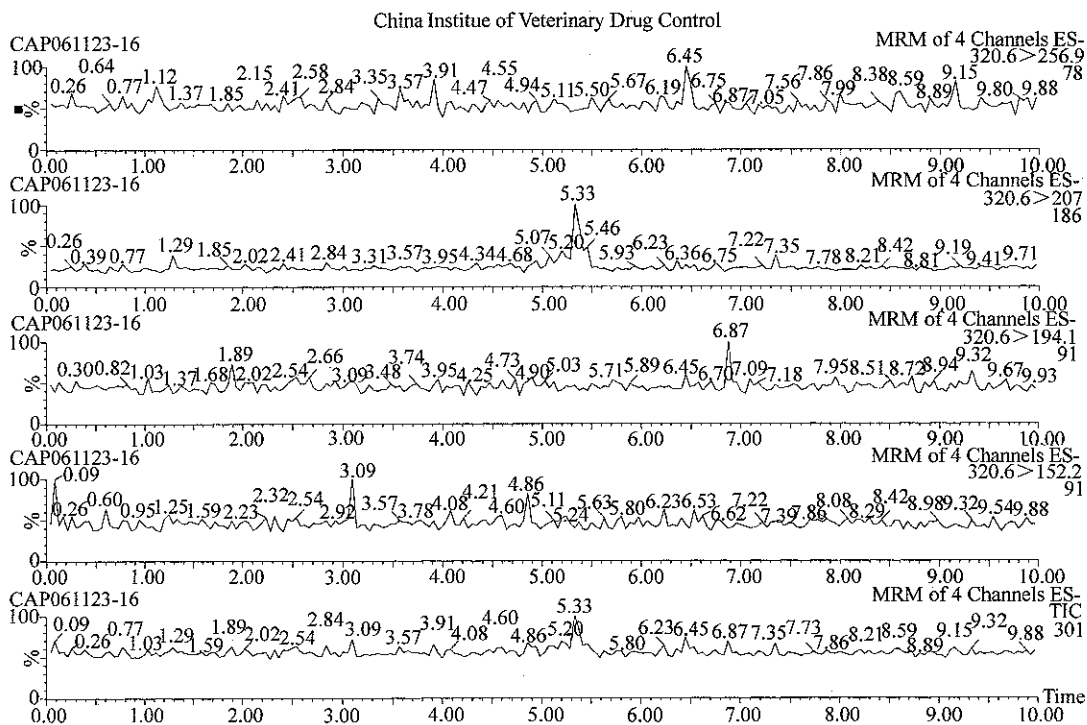 China Institue of Veterinary Drug Control
CAP061123-16
MRM of 4 Channels ES-
320.6>256.9
78
100
%
0
0.26 0.64 0.77 1.12 1.37 1.85 2.15 2.41 2.58 2.84 3.35 3.57 3.91 4.47 4.55 4.94 5.11 5.50 5.67 6.19 6.45 6.75 6.87 7.05 7.56 7.86 7.99 8.38 8.59 8.89 9.15 9.80 9.88
0.00 1.00 2.00 3.00 4.00 5.00 6.00 7.00 8.00 9.00 10.00
CAP061123-16
MRM of 4 Channels ES-
320.6>207
186
100
%
0
0.26 0.39 0.77 1.29 1.85 2.02 2.41 2.84 3.31 3.57 3.95 4.34 4.68 5.07 5.20 5.33 5.46 5.93 6.23 6.36 6.75 7.22 7.35 7.78 8.21 8.42 8.81 9.19 9.41 9.71
0.00 1.00 2.00 3.00 4.00 5.00 6.00 7.00 8.00 9.00 10.00
CAP061123-16
MRM of 4 Channels ES-
320.6>194.1
91
100
%
0
0.30 0.82 1.03 1.37 1.68 1.89 2.02 2.54 2.66 3.09 3.48 3.74 3.95 4.25 4.73 4.90 5.03 5.71 5.89 6.45 6.70 6.87 7.09 7.18 7.95 8.51 8.72 8.94 9.32 9.67 9.93
0.00 1.00 2.00 3.00 4.00 5.00 6.00 7.00 8.00 9.00 10.00
CAP061123-16
MRM of 4 Channels ES-
320.6>152.2
91
100
%
0
0.09 0.26 0.60 0.95 1.25 1.59 2.23 2.32 2.54 2.92 3.09 3.57 3.78 4.08 4.21 4.60 4.86 5.11 5.24 5.63 5.80 6.23 6.53 6.62 7.22 7.39 7.86 8.08 8.29 8.42 8.98 9.32 9.54 9.88
0.00 1.00 2.00 3.00 4.00 5.00 6.00 7.00 8.00 9.00 10.00
CAP061123-16
MRM of 4 Channels ES-
TIC
301
100
%
0
0.09 0.26 0.77 1.03 1.29 1.59 1.89 2.02 2.54 2.84 3.09 3.57 3.91 4.08 4.60 4.86 5.20 5.33 5.80 6.23 6.45 6.87 7.35 7.73 7.86 8.21 8.59 8.89 9.15 9.32 9.88
Time
0.00 1.00 2.00 3.00 4.00 5.00 6.00 7.00 8.00 9.00 10.00